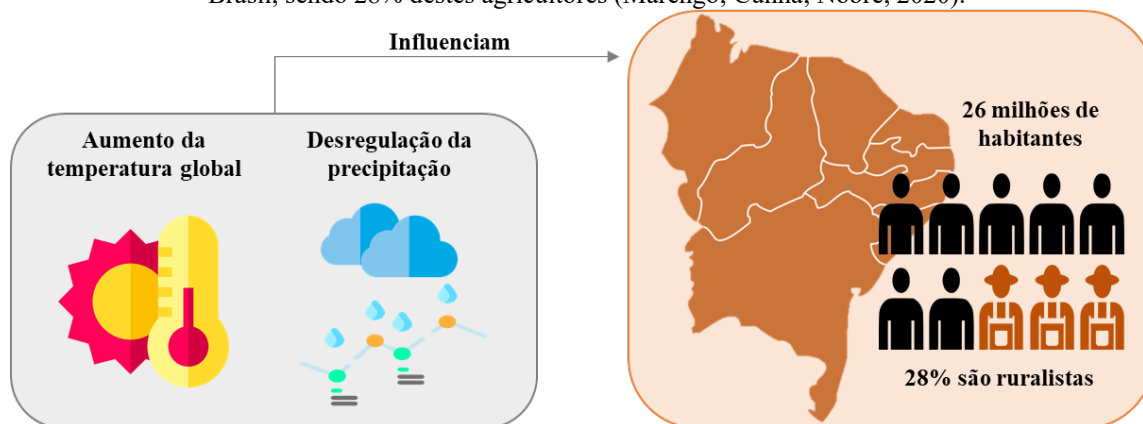 Brasil, sendo 28% destes agricultores (Marengo; Cunha; Nobre, 2020).
Influenciam
Aumento da
temperatura global
Desregulação da
precipitação
26 milhões de
habitantes
28% são ruralistas